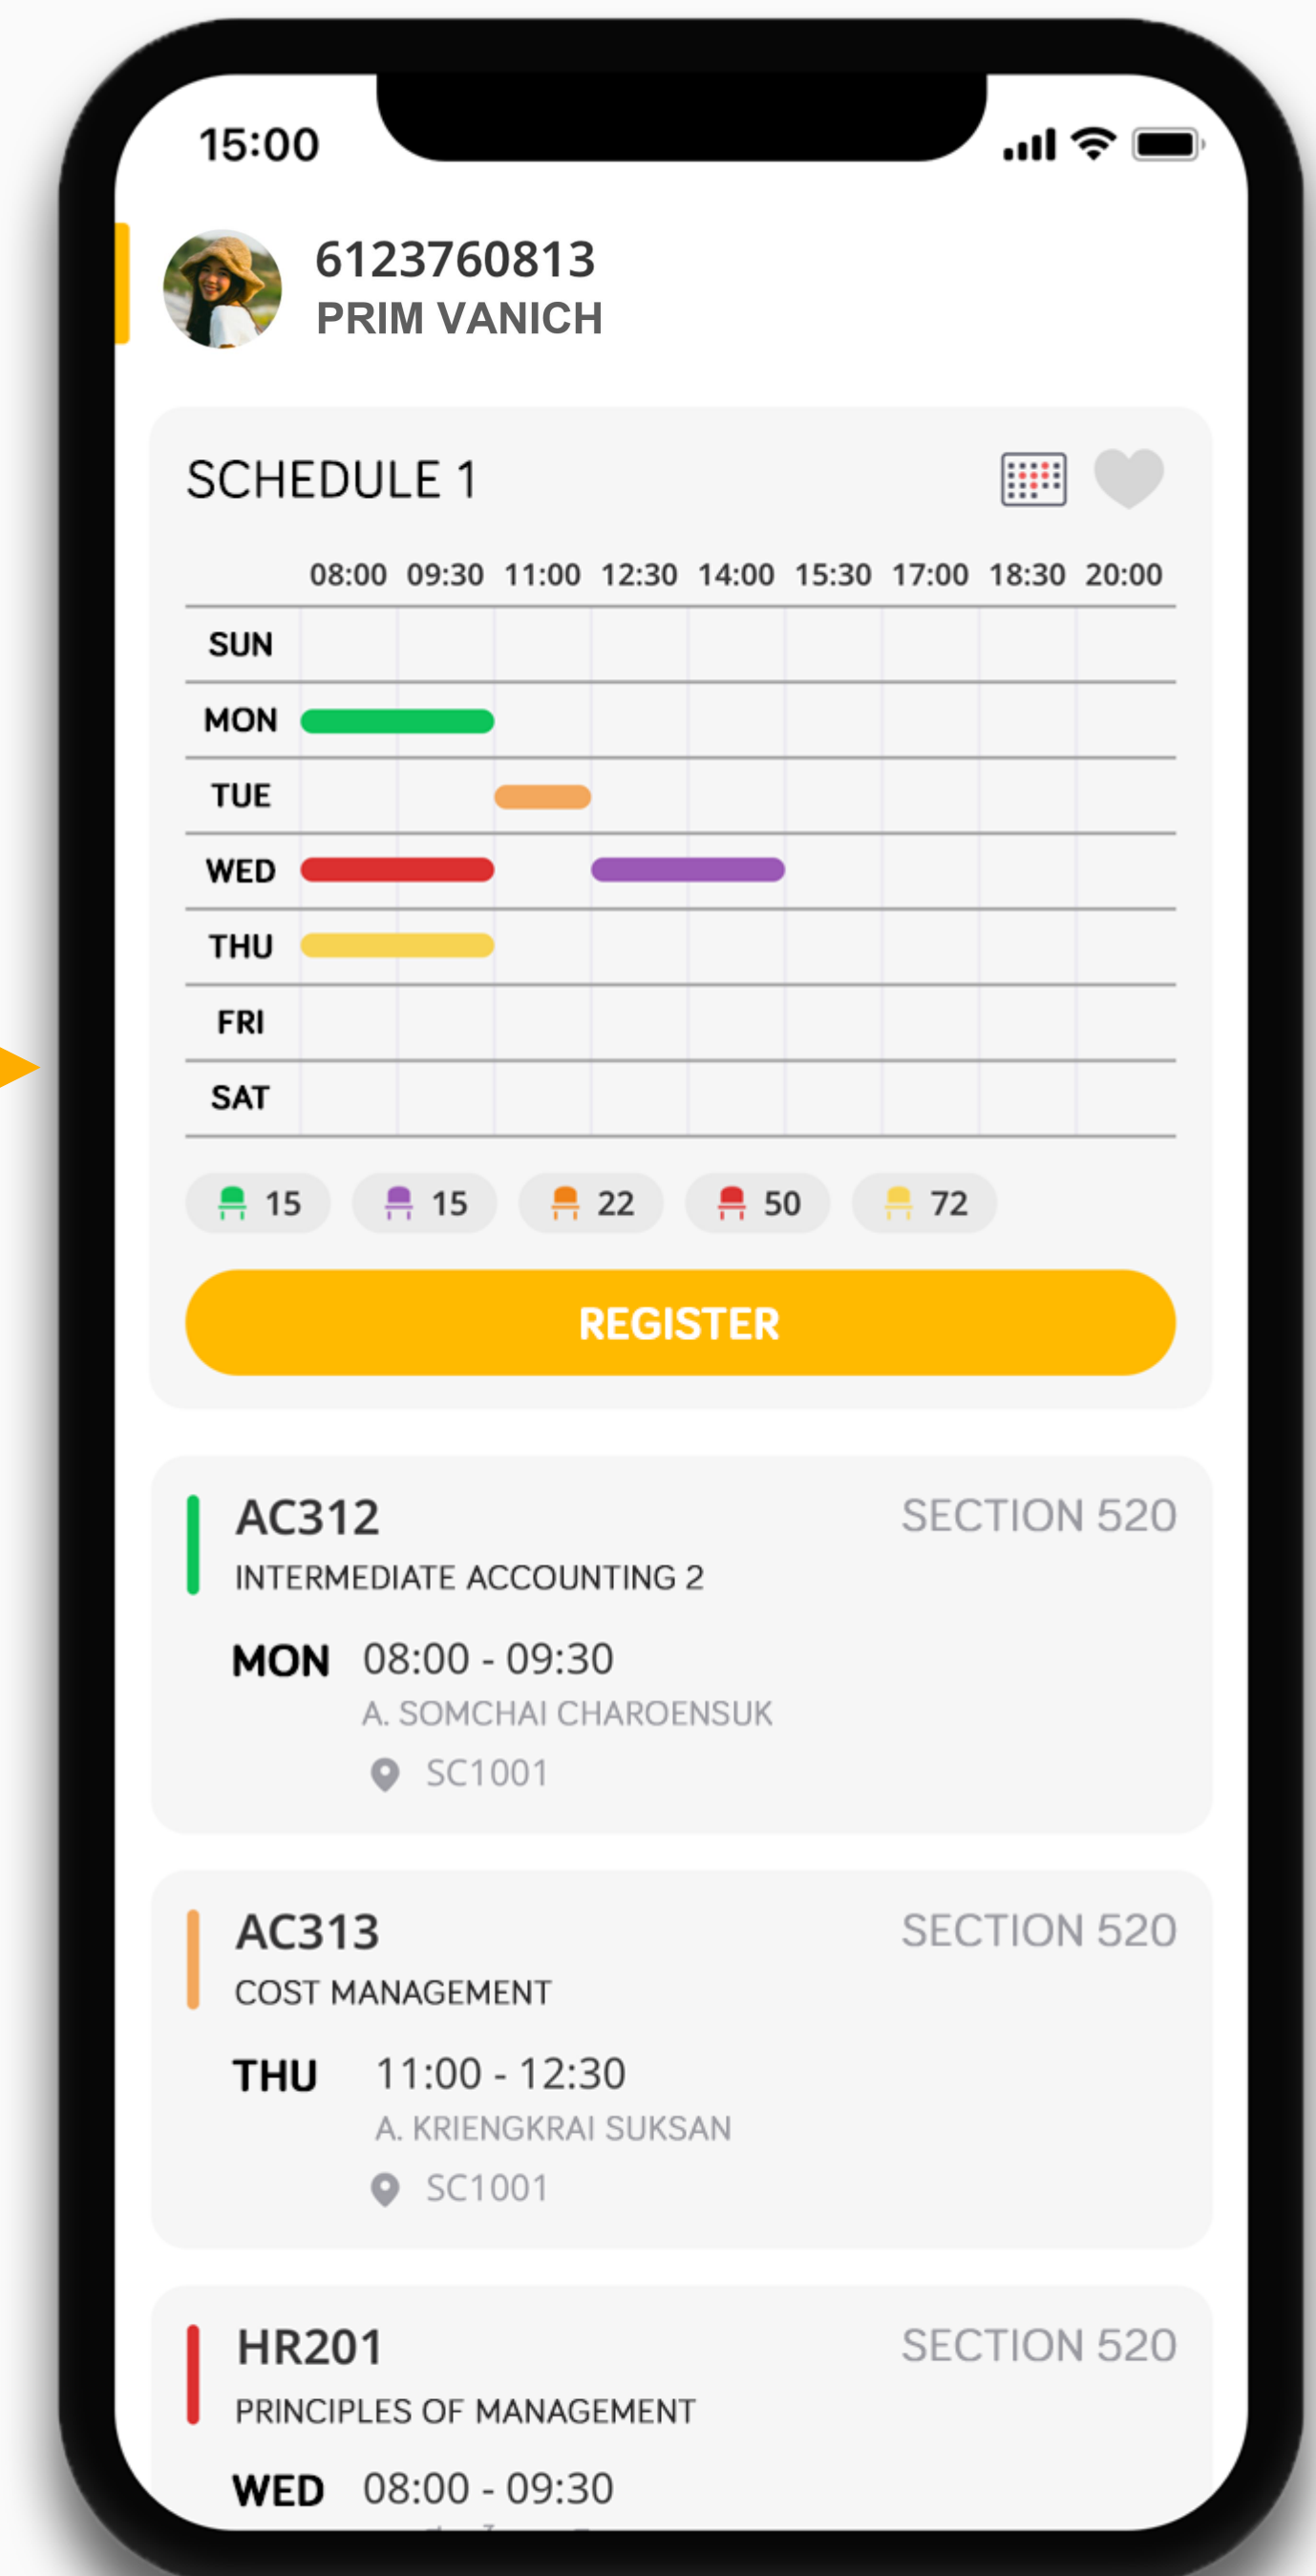 15:00
6123760813
PRIM VANICH
SCHEDULE 1
08:00 09:30 11:00 12:30 14:00 15:30 17:00 18:30 20:00
SUN
MON
TUE
WED
THU
FRI
SAT
15 15 22 50 72
REGISTER
AC312 SECTION 520
INTERMEDIATE ACCOUNTING 2
MON 08:00 - 09:30
A. SOMCHAI CHAROENSUK
SC1001
AC313 SECTION 520
COST MANAGEMENT
THU 11:00 - 12:30
A. KRIENGKRAI SUKSAN
SC1001
HR201 SECTION 520
PRINCIPLES OF MANAGEMENT
WED 08:00 - 09:30